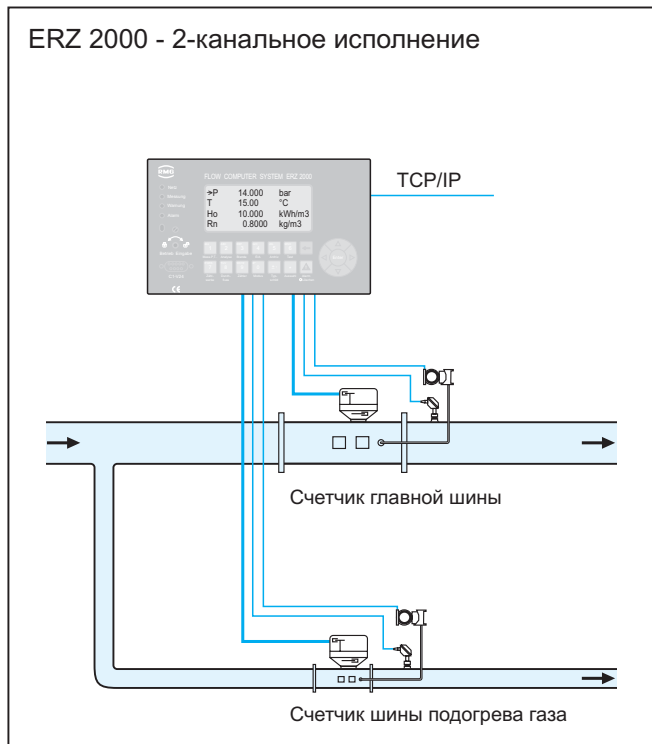 ERZ 2000 - 2-канальное исполнение
TCP/IP
FLOW COMPUTER SYSTEM ERZ 2000
→P 14.000 bar
T 15.00 °C
Ho 10.000 kWh/m3
Rn 0.8000 kg/m3
CE
Счетчик главной шины
Счетчик шины подогрева газа